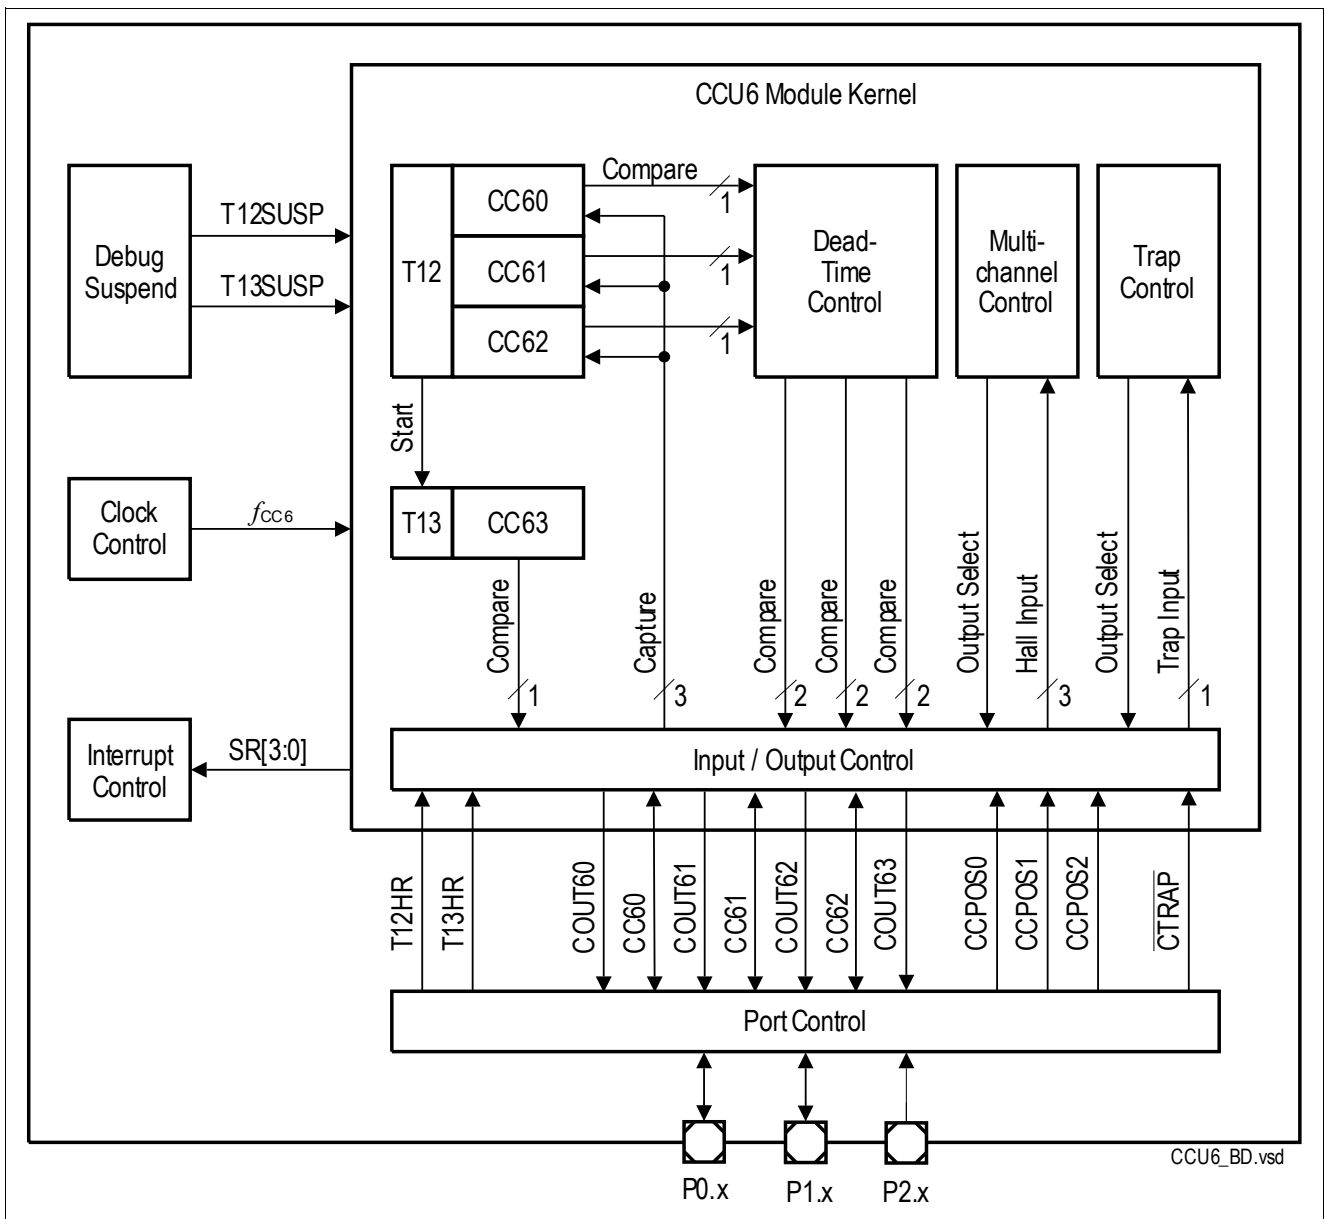 CCU6 Module Kernel
Debug
Suspend
T12SUSP
T13SUSP
T12
CC60
CC61
CC62
Compare
1
1
1
Dead-
Time
Control
Multi-
channel
Control
Trap
Control
Start
T13
CC63
Clock
Control
fCC6
Compare
1
Capture
3
Compare
2
Compare
2
Compare
2
Output Select
Hall Input
3
Output Select
Trap Input
1
Interrupt
Control
SR[3:0]
Input / Output Control
T12HR
T13HR
COUT60
CC60
COUT61
CC61
COUT62
CC62
COUT63
CCPOS0
CCPOS1
CCPOS2
CTRAP
Port Control
P0.x
P1.x
P2.x
CCU6_BD.vsd